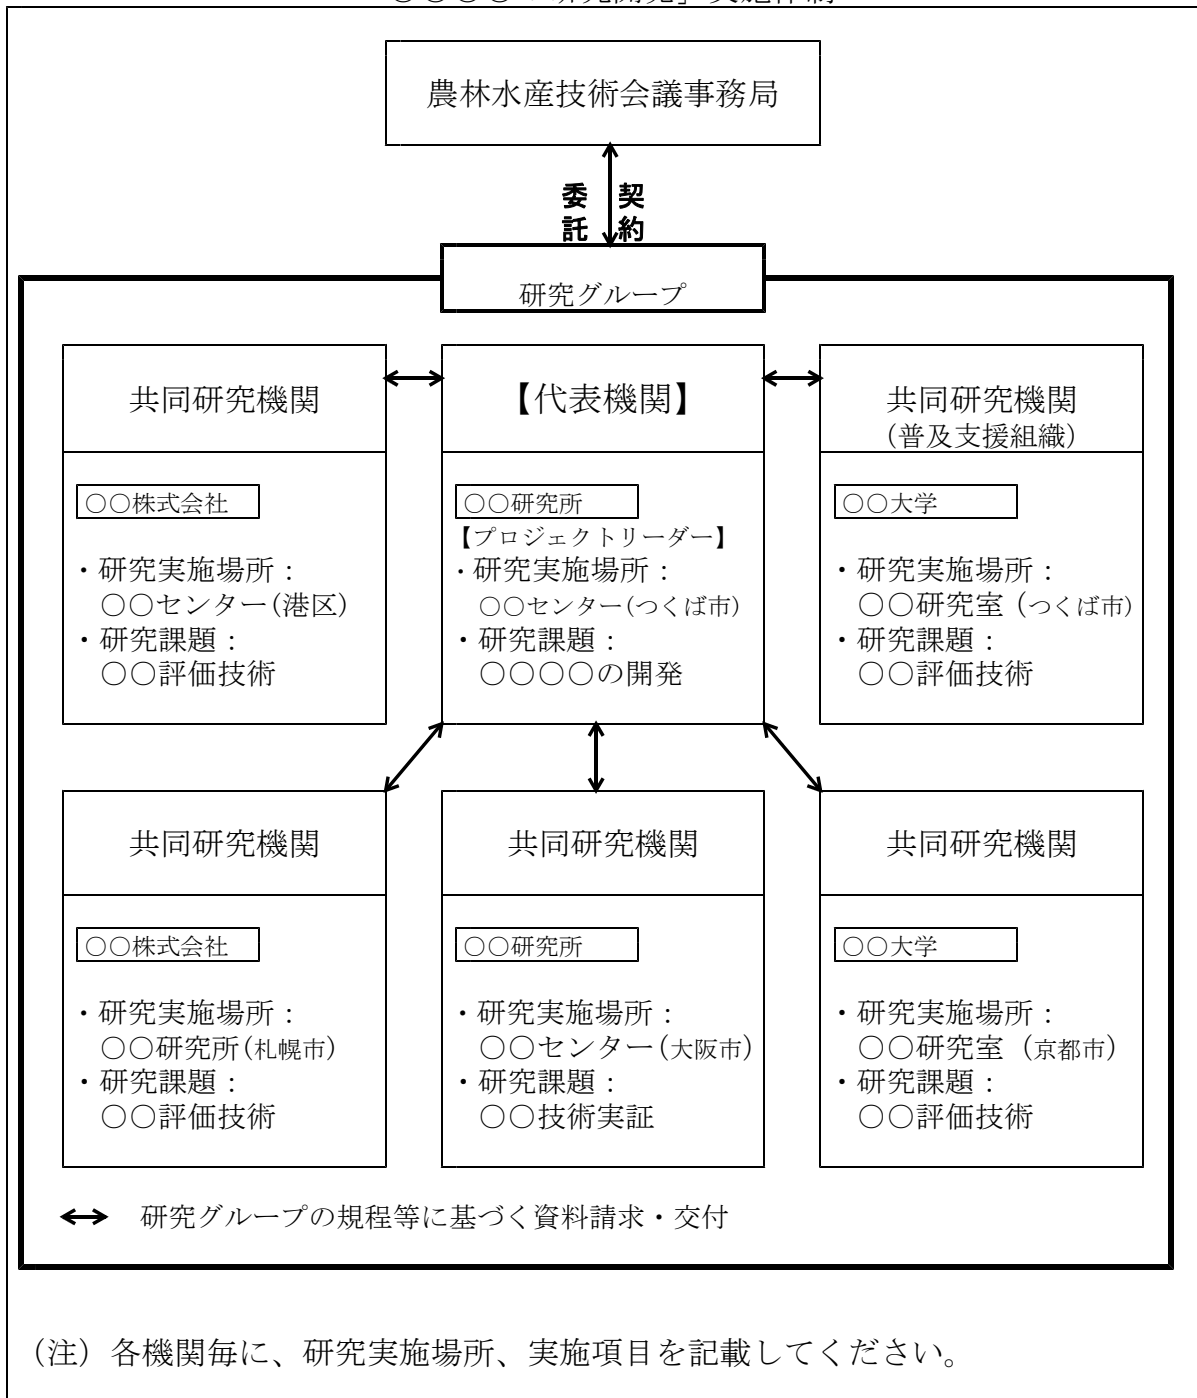 農林水産技術会議事務局
委 契
託 約
研究グループ
共同研究機関
○○株式会社
・研究実施場所：
○○センター(港区)
・研究課題：
○○評価技術
【代表機関】
○○研究所
【プロジェクトリーダー】
・研究実施場所：
○○センター(つくば市)
・研究課題：
○○○○の開発
共同研究機関
(普及支援組織)
○○大学
・研究実施場所：
○○研究室 (つくば市)
・研究課題：
○○評価技術
共同研究機関
○○株式会社
・研究実施場所：
○○研究所(札幌市)
・研究課題：
○○評価技術
共同研究機関
○○研究所
・研究実施場所：
○○センター(大阪市)
・研究課題：
○○技術実証
共同研究機関
○○大学
・研究実施場所：
○○研究室 (京都市)
・研究課題：
○○評価技術
研究グループの規程等に基づく資料請求・交付
（注）各機関毎に、研究実施場所、実施項目を記載してください。